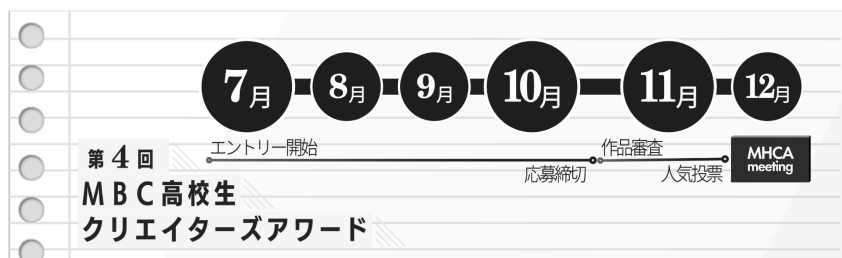 7月 8月 9月 10月 11月 12月
エントリー開始
応募締切
作品審査
人気投票
MHCA
meeting
第4回
MBC高校生
クリエイターズアワード